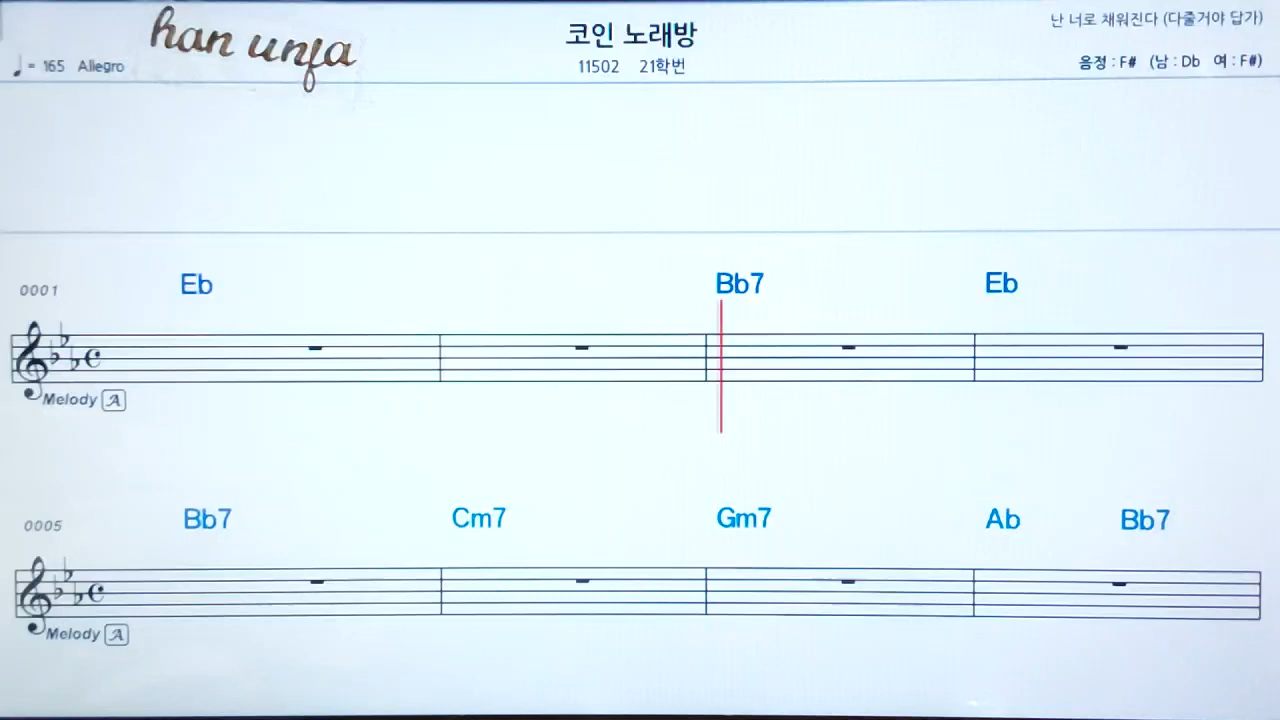 han unfa
코인 노래방
난 너로 채워진다 (다줄거야 답가)
♩= 165 Allegro
11502 21학번
음정 : F# (남 : Db 여 : F#)
0001 Eb Bb7 Eb
Melody A
0005 Bb7 Cm7 Gm7 Ab Bb7
Melody A